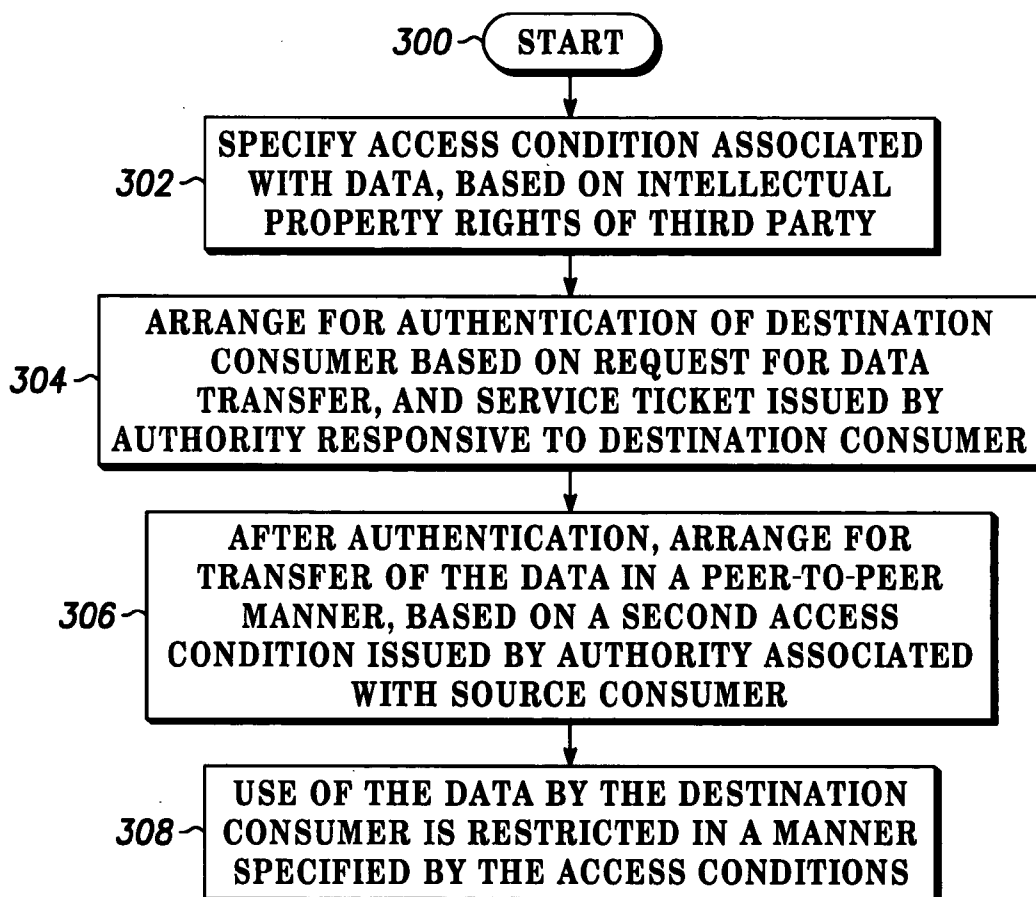 300 START
302 SPECIFY ACCESS CONDITION ASSOCIATED
WITH DATA, BASED ON INTELLECTUAL
PROPERTY RIGHTS OF THIRD PARTY
304 ARRANGE FOR AUTHENTICATION OF DESTINATION
CONSUMER BASED ON REQUEST FOR DATA
TRANSFER, AND SERVICE TICKET ISSUED BY
AUTHORITY RESPONSIVE TO DESTINATION CONSUMER
306 AFTER AUTHENTICATION, ARRANGE FOR
TRANSFER OF THE DATA IN A PEER-TO-PEER
MANNER, BASED ON A SECOND ACCESS
CONDITION ISSUED BY AUTHORITY ASSOCIATED
WITH SOURCE CONSUMER
308 USE OF THE DATA BY THE DESTINATION
CONSUMER IS RESTRICTED IN A MANNER
SPECIFIED BY THE ACCESS CONDITIONS